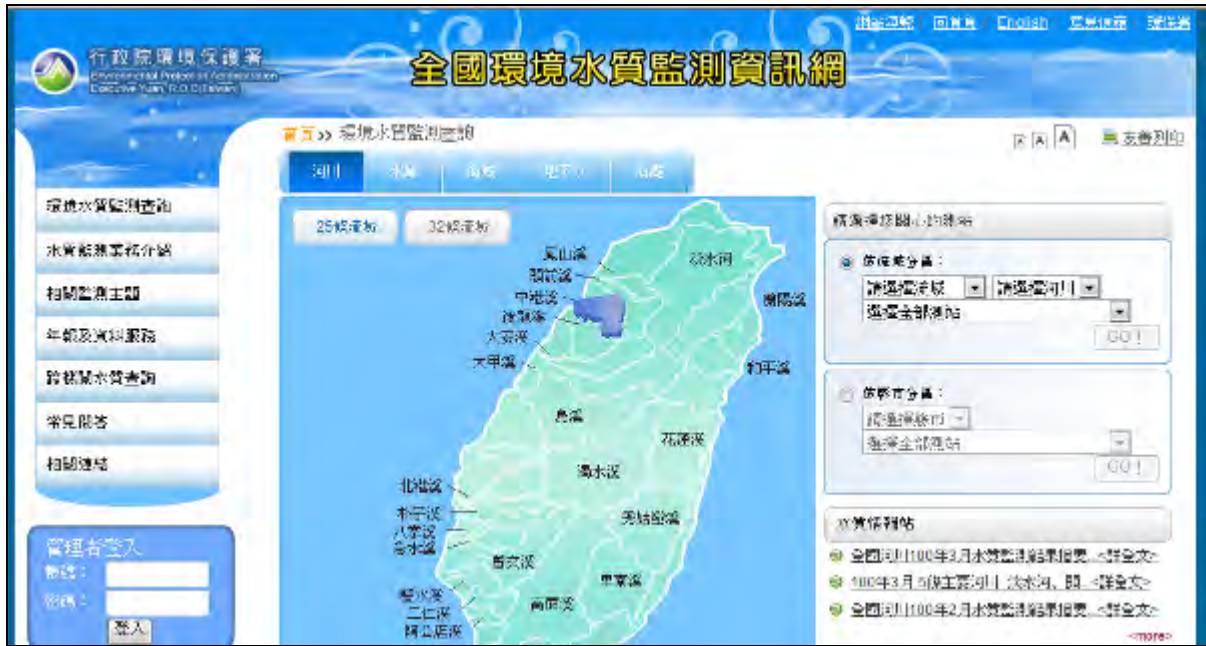 網站導覽 回首頁 English 意見信箱 環保署
行政院環境保護署
Environmental Protection Administration
Executive Yuan, R.O.C.(Taiwan)
全國環境水質監測資訊網
首頁>> 環境水質監測查詢
A A A 友善列印
河川 水庫 海域 地下水
環境水質監測查詢
水質監測業務介紹
相關監測主題
年報及資料服務
跨機關水質查詢
常見問答
相關連結
管理者登入
帳號：
密碼：
登入
25條流域 32條流域
鳳山溪
頭前溪
中港溪
後龍溪
大安溪
大甲溪
淡水河
蘭陽溪
和平溪
烏溪
花蓮溪
濁水溪
北港溪
朴子溪
八掌溪
急水溪
秀姑巒溪
曾文溪
卑南溪
鹽水溪
二仁溪
阿公店溪
高屏溪
請選擇您關心的測站
依流域分區：
請選擇流域 請選擇河川
選擇全部測站
GO !
依縣市分區：
請選擇縣市
選擇全部測站
GO !
水質情報站
全國河川100年3月水質監測結果摘要...<詳全文>
100年3月 5條主要河川 淡水河、頭...<詳全文>
全國河川100年2月水質監測結果摘要...<詳全文>
<more>